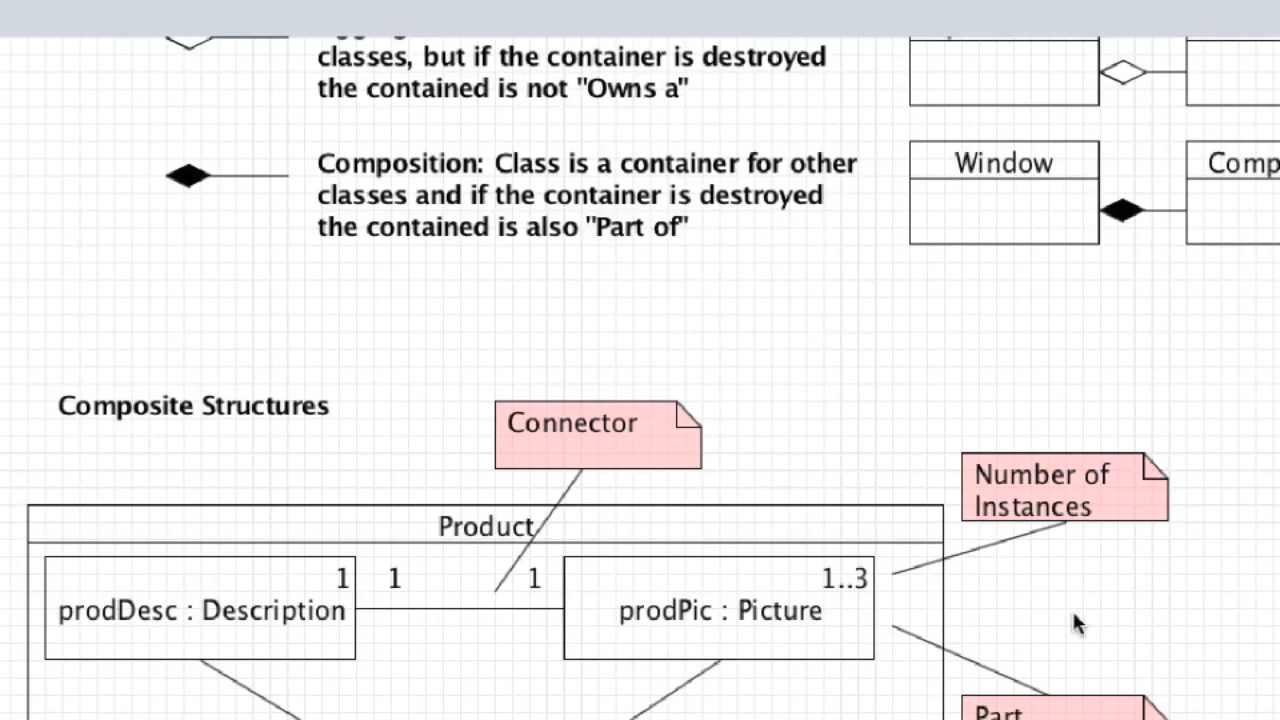 classes, but if the container is destroyed
the contained is not "Owns a"
Composition: Class is a container for other
classes and if the container is destroyed
the contained is also "Part of"
Window
Comp
Composite Structures
Connector
Number of
Instances
Product
1
1
1
1..3
prodDesc : Description
prodPic : Picture
Part